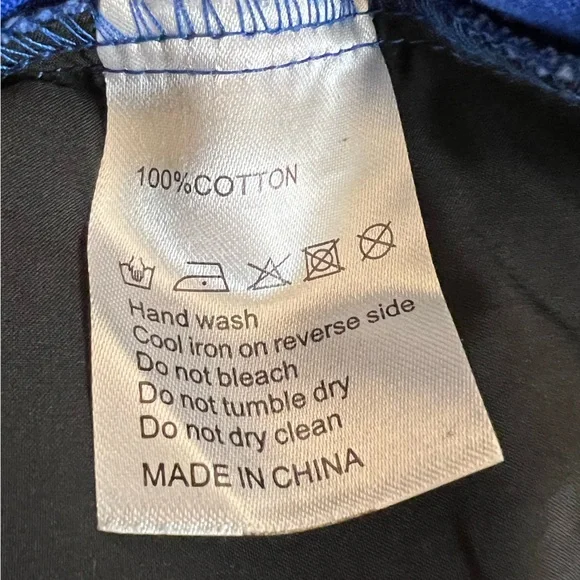 100%COTTON
Hand wash
Cool iron on reverse side
Do not bleach
Do not tumble dry
Do not dry clean
MADE IN CHINA